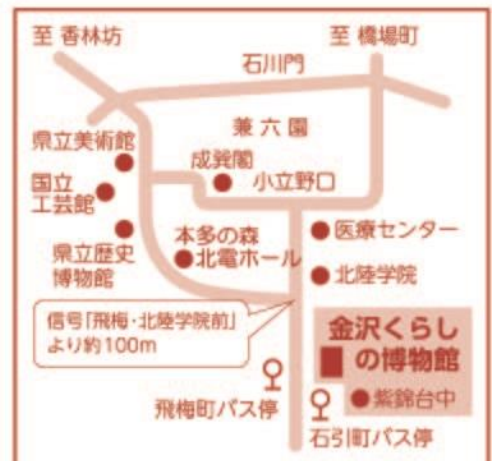 至 香林坊
至 橋場町
石川門
兼六園
県立美術館
成巽閣
小立野口
国立
工芸館
医療センター
本多の森
北電ホール
県立歴史
博物館
北陸学院
信号「飛梅・北陸学院前」
より約100m
金沢くらし
の博物館
紫錦台中
飛梅町バス停
石引町バス停